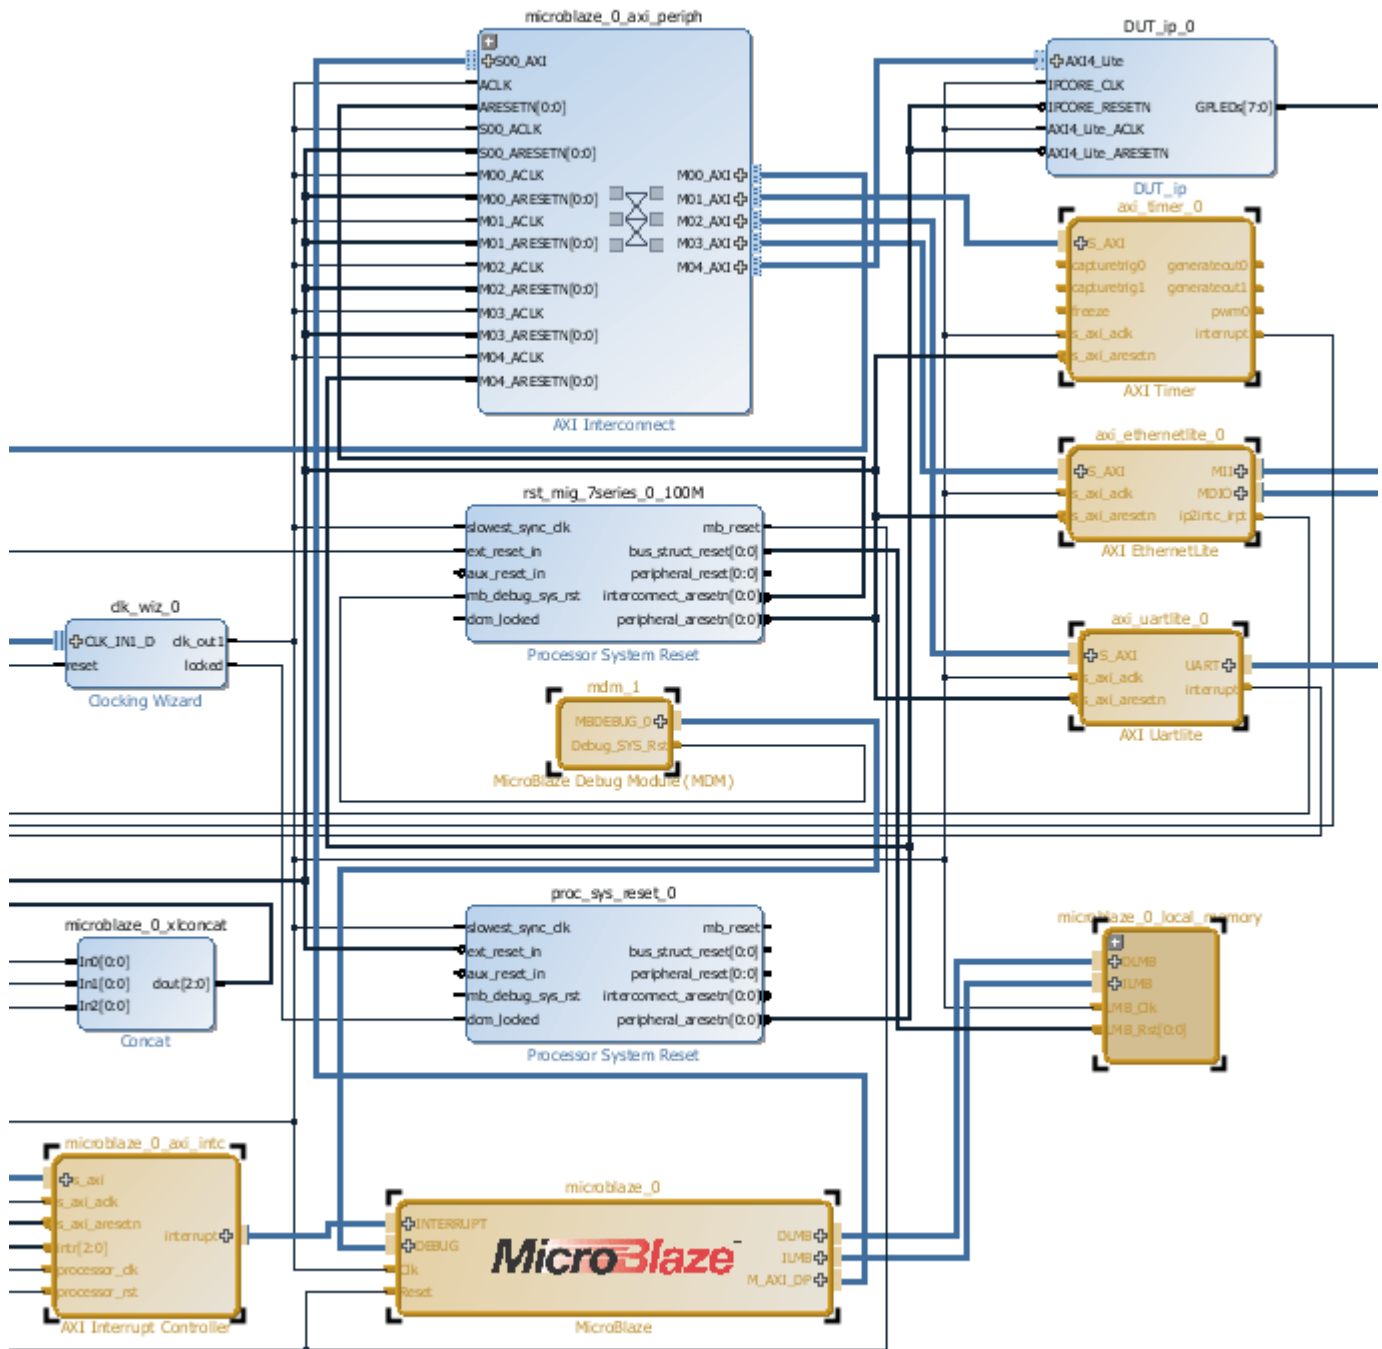 microblaze_0_axi_periph
S00_AXI
ACLK
ARESETN[0:0]
S00_ACLK
S00_ARESETN[0:0]
M00_ACLK
M00_ARESETN[0:0]
M01_ACLK
M01_ARESETN[0:0]
M02_ACLK
M02_ARESETN[0:0]
M03_ACLK
M03_ARESETN[0:0]
M04_ACLK
M04_ARESETN[0:0]
M00_AXI
M01_AXI
M02_AXI
M03_AXI
M04_AXI
AXI Interconnect
DUT_ip_0
AXI4_Lite
IPCORE_CLK
IPCORE_RESETN
AXI4_Lite_ACLK
AXI4_Lite_ARESETN
GPLEDs[7:0]
DUT_ip
axi_timer_0
S_AXI
capturetrig0
capturetrig1
freeze
s_axi_aclk
s_axi_aresetn
generateout0
generateout1
pwm0
interrupt
AXI Timer
axi_ethernetlite_0
S_AXI
s_axi_aclk
s_axi_aresetn
MII
MDIO
ip2intc_irpt
AXI EthernetLite
rst_mig_7series_0_100M
slowest_sync_clk
ext_reset_in
aux_reset_in
mb_debug_sys_rst
dcm_locked
mb_reset
bus_struct_reset[0:0]
peripheral_reset[0:0]
interconnect_aresetn[0:0]
peripheral_aresetn[0:0]
Processor System Reset
clk_wiz_0
CLK_IN1_D
reset
clk_out1
locked
Clocking Wizard
axi_uartlite_0
S_AXI
s_axi_aclk
s_axi_aresetn
UART
interrupt
AXI Uartlite
mdm_1
MBDEBUG_0
Debug_SYS_Rst
MicroBlaze Debug Module (MDM)
proc_sys_reset_0
slowest_sync_clk
ext_reset_in
aux_reset_in
mb_debug_sys_rst
dcm_locked
mb_reset
bus_struct_reset[0:0]
peripheral_reset[0:0]
interconnect_aresetn[0:0]
peripheral_aresetn[0:0]
Processor System Reset
microblaze_0_xlconcat
In0[0:0]
In1[0:0]
In2[0:0]
dout[2:0]
Concat
microblaze_0_local_memory
DLMB
ILMB
LMB_Clk
LMB_Rst[0:0]
microblaze_0_axi_intc
s_axi
s_axi_aclk
s_axi_aresetn
intr[2:0]
processor_clk
processor_rst
interrupt
AXI Interrupt Controller
microblaze_0
INTERRUPT
DEBUG
Clk
Reset
MicroBlaze
DLMB
ILMB
M_AXI_DP
MicroBlaze